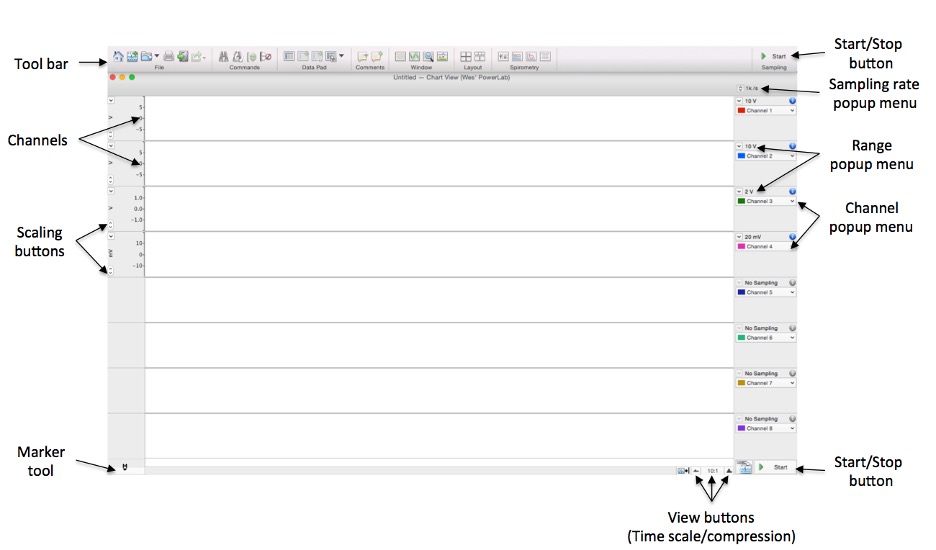 Tool bar
File
Commands
Data Pad
Comments
Window
Layout
Spirometry
Start
Sampling
Start/Stop
button
Untitled — Chart View (Wes' PowerLab)
1k /s
Sampling rate
popup menu
Channels
V
5
0
-5
10 V
Channel 1
V
5
0
-5
10 V
Channel 2
Range
popup menu
V
1.0
0.0
-1.0
2 V
Channel 3
Channel
popup menu
Scaling
buttons
mV
10
0
-10
20 mV
Channel 4
No Sampling
Channel 5
No Sampling
Channel 6
No Sampling
Channel 7
No Sampling
Channel 8
Marker
tool
10:1
Start
Start/Stop
button
View buttons
(Time scale/compression)